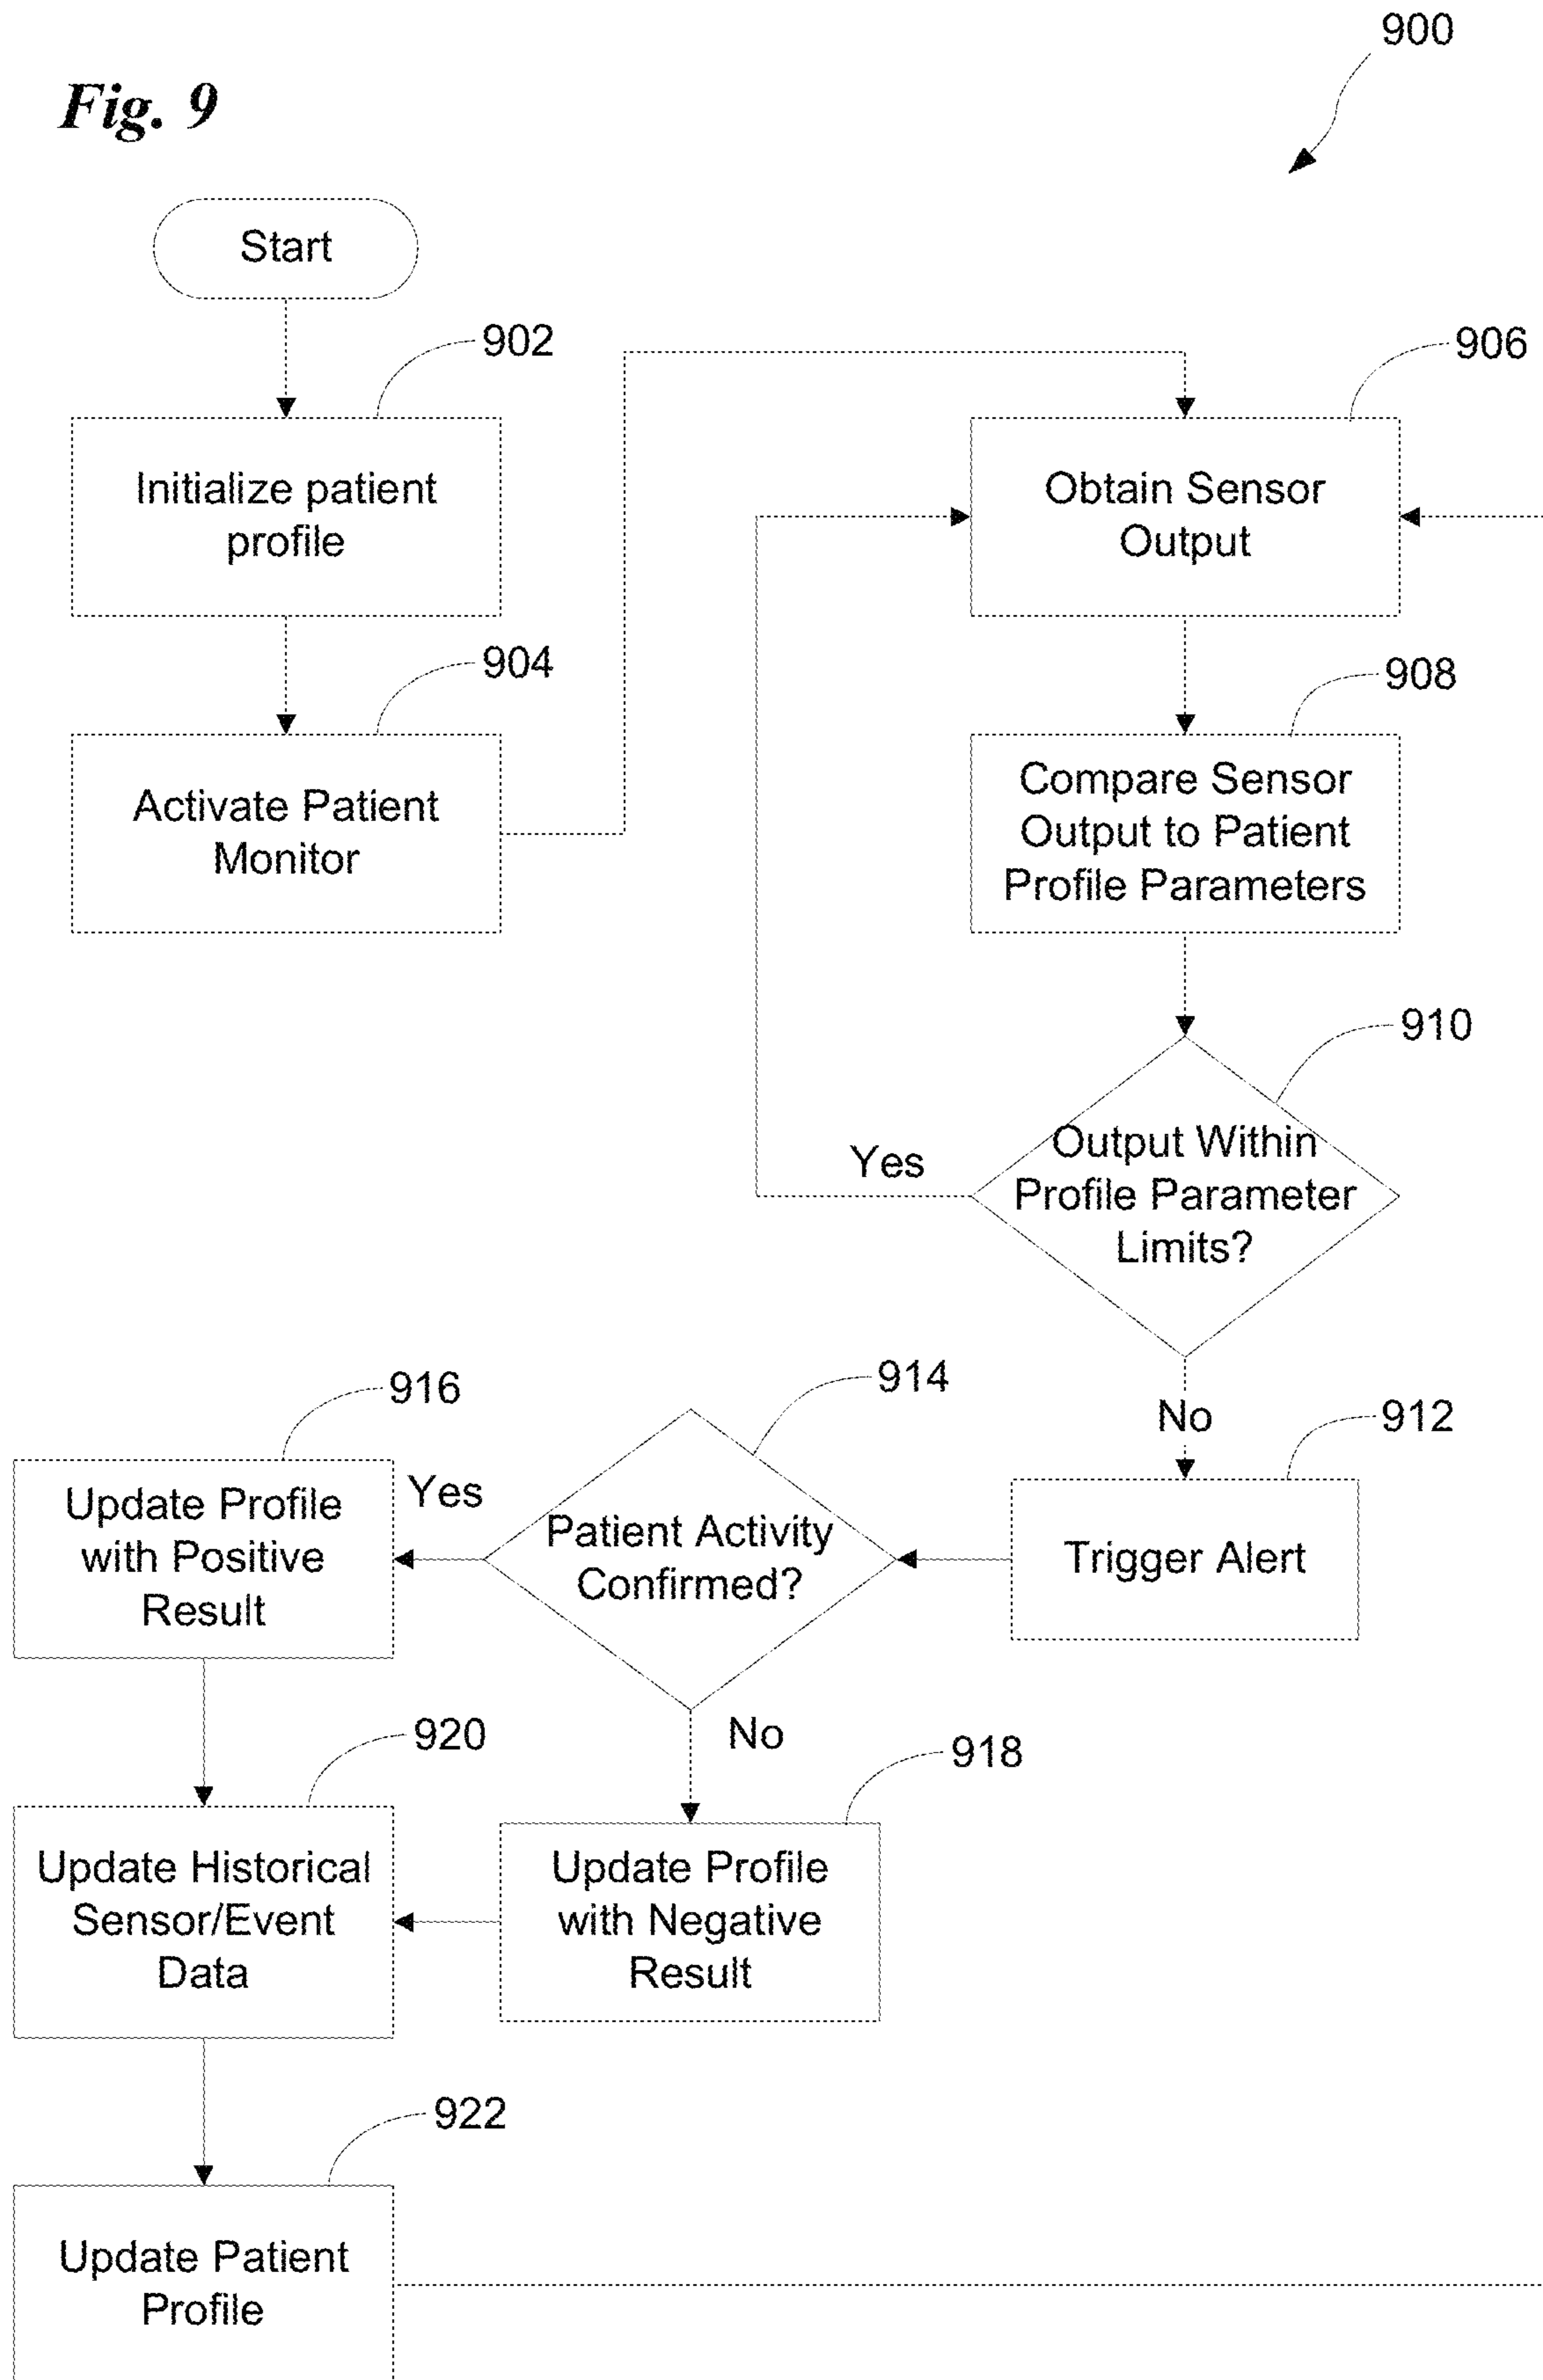 900
Fig. 9
Start
902
Initialize patient
profile
904
Activate Patient
Monitor
906
Obtain Sensor
Output
908
Compare Sensor
Output to Patient
Profile Parameters
910
Output Within
Profile Parameter
Limits?
Yes
No
912
Trigger Alert
914
Patient Activity
Confirmed?
Yes
916
Update Profile
with Positive
Result
No
918
Update Profile
with Negative
Result
920
Update Historical
Sensor/Event
Data
922
Update Patient
Profile